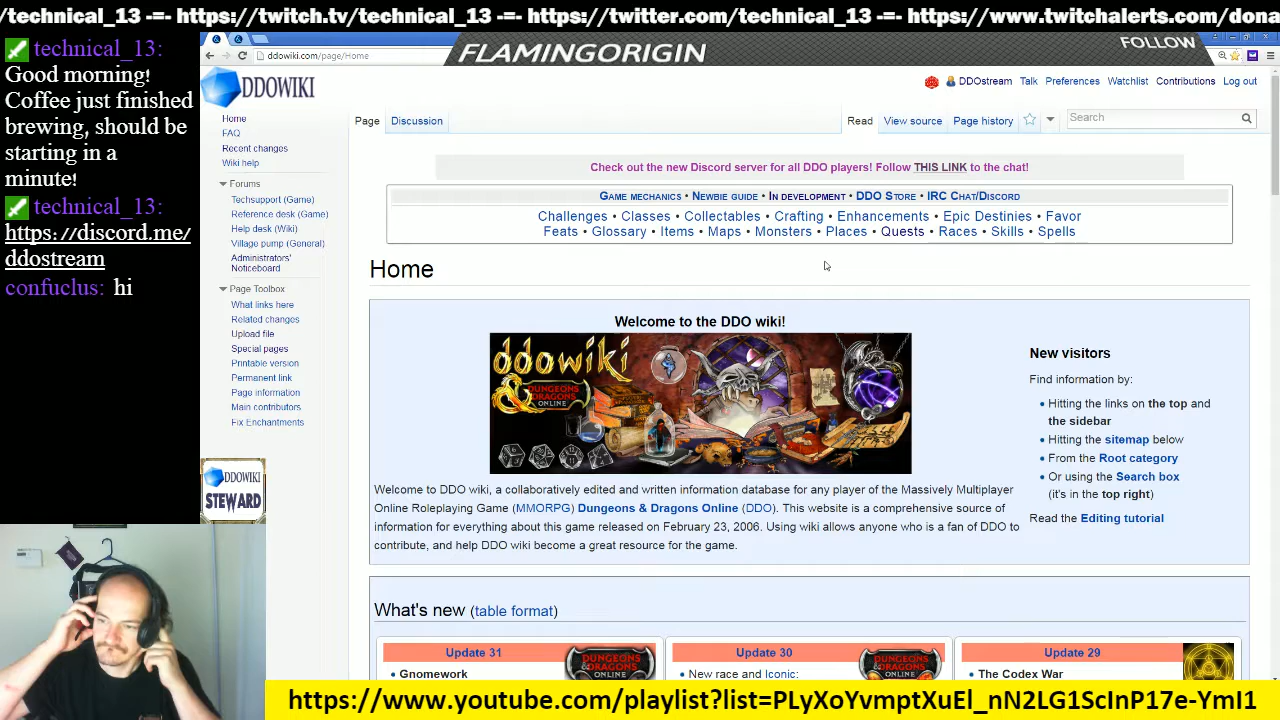 /technical_13 -=- https://twitch.tv/technical_13 -=- https://twitter.com/technical_13 -=- https://www.twitchalerts.com/dona
technical_13:
Good morning!
Coffee just finished
brewing, should be
starting in a
minute!
technical_13:
https://discord.me/
ddostream
confuclus: hi
FLAMINGORIGIN
FOLLOW
ddowiki.com/page/Home
DDOWIKI
DDOstream Talk Preferences Watchlist Contributions Log out
Page Discussion Read View source Page history Search
Home
FAQ
Recent changes
Wiki help
Forums
Techsupport (Game)
Reference desk (Game)
Help desk (Wiki)
Village pump (General)
Administrators'
Noticeboard
Page Toolbox
What links here
Related changes
Upload file
Special pages
Printable version
Permanent link
Page information
Main contributors
Fix Enchantments
DDOWIKI
STEWARD
Check out the new Discord server for all DDO players! Follow THIS LINK to the chat!
Game mechanics • Newbie guide • In development • DDO Store • IRC Chat/Discord
Challenges • Classes • Collectables • Crafting • Enhancements • Epic Destinies • Favor
Feats • Glossary • Items • Maps • Monsters • Places • Quests • Races • Skills • Spells
Home
Welcome to the DDO wiki!
ddowiki
DUNGEONS & DRAGONS
ONLINE
Welcome to DDO wiki, a collaboratively edited and written information database for any player of the Massively Multiplayer
Online Roleplaying Game (MMORPG) Dungeons & Dragons Online (DDO). This website is a comprehensive source of
information for everything about this game released on February 23, 2006. Using wiki allows anyone who is a fan of DDO to
contribute, and help DDO wiki become a great resource for the game.
New visitors
Find information by:
• Hitting the links on the top and
the sidebar
• Hitting the sitemap below
• From the Root category
• Or using the Search box
(it's in the top right)
Read the Editing tutorial
What's new (table format)
Update 31
• Gnomework
DUNGEONS & DRAGONS
Update 30
• New race and Iconic:
DUNGEONS & DRAGONS
Update 29
• The Codex War
https://www.youtube.com/playlist?list=PLyXoYvmptXuEl_nN2LG1ScInP17e-YmI1